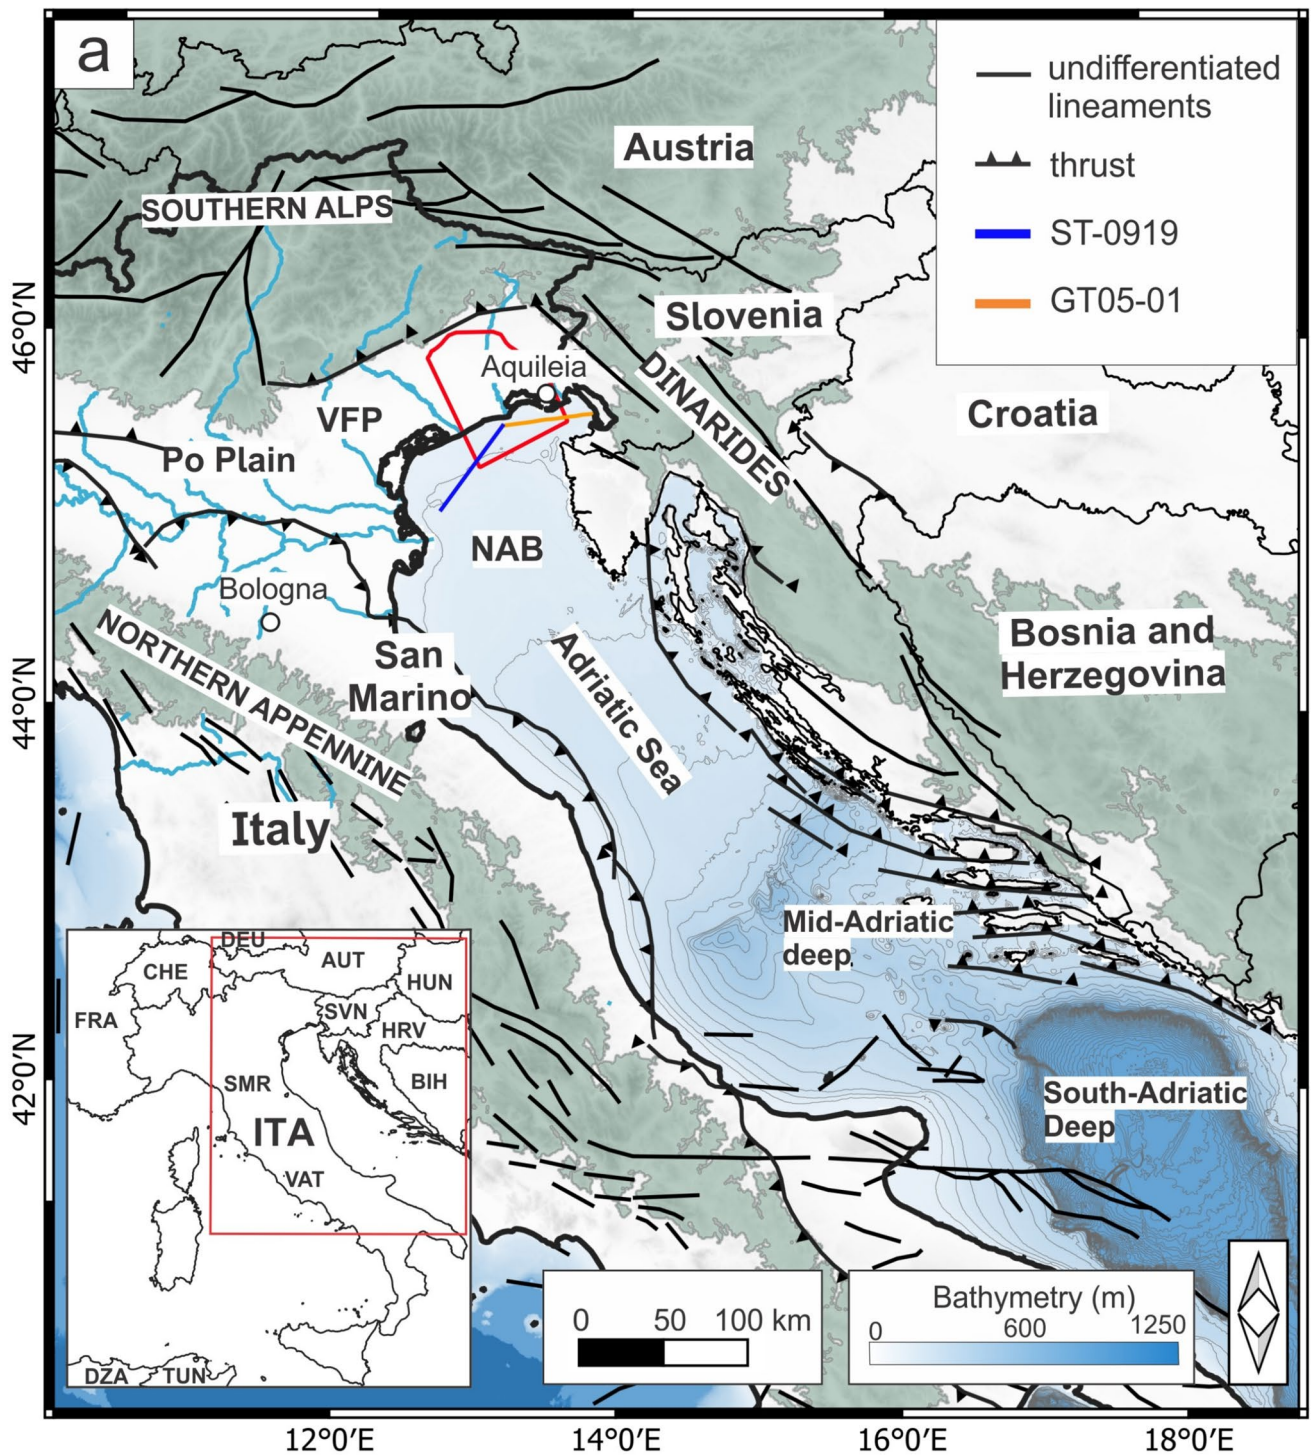 a
undifferentiated
lineaments
thrust
ST-0919
GT05-01
Austria
SOUTHERN ALPS
46°0'N
Slovenia
Aquileia
DINARIDES
VFP
Croatia
Po Plain
NAB
Bologna
NORTHERN APPENNINE
San
Marino
Adriatic Sea
Bosnia and
Herzegovina
44°0'N
Italy
Mid-Adriatic
deep
42°0'N
South-Adriatic
Deep
DEU
CHE
AUT
HUN
FRA
SVN
HRV
SMR
BIH
ITA
VAT
DZA
TUN
0 50 100 km
Bathymetry (m)
0 600 1250
12°0'E
14°0'E
16°0'E
18°0'E